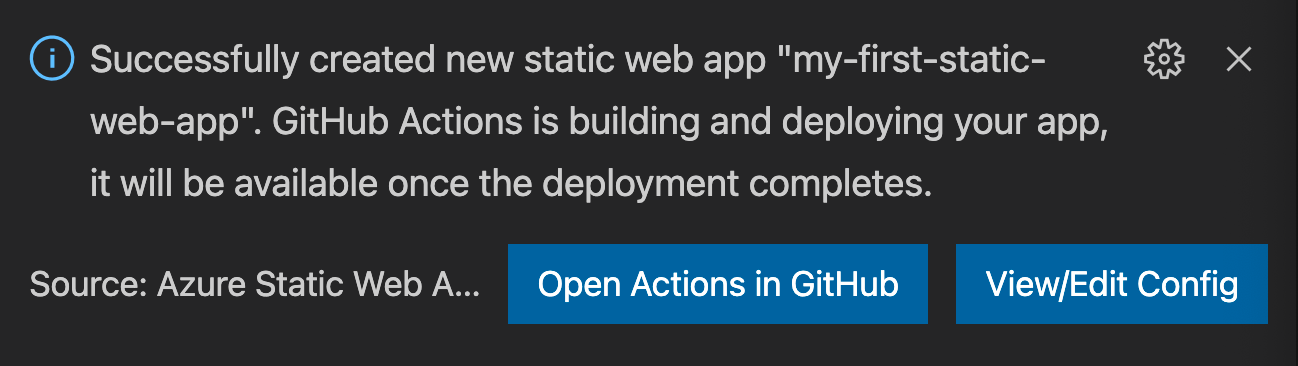 Successfully created new static web app "my-first-static-
web-app". GitHub Actions is building and deploying your app,
it will be available once the deployment completes.
Source: Azure Static Web A...
Open Actions in GitHub
View/Edit Config